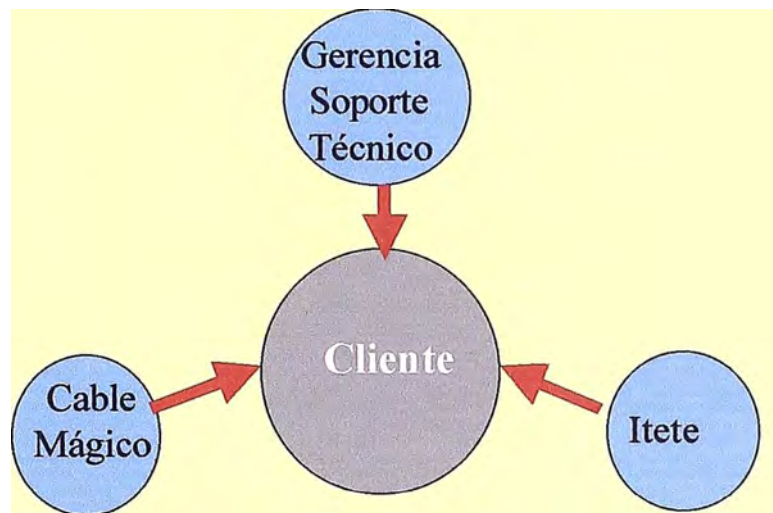 Gerencia
Soporte
Técnico
Cliente
Cable
Mágico
Itete